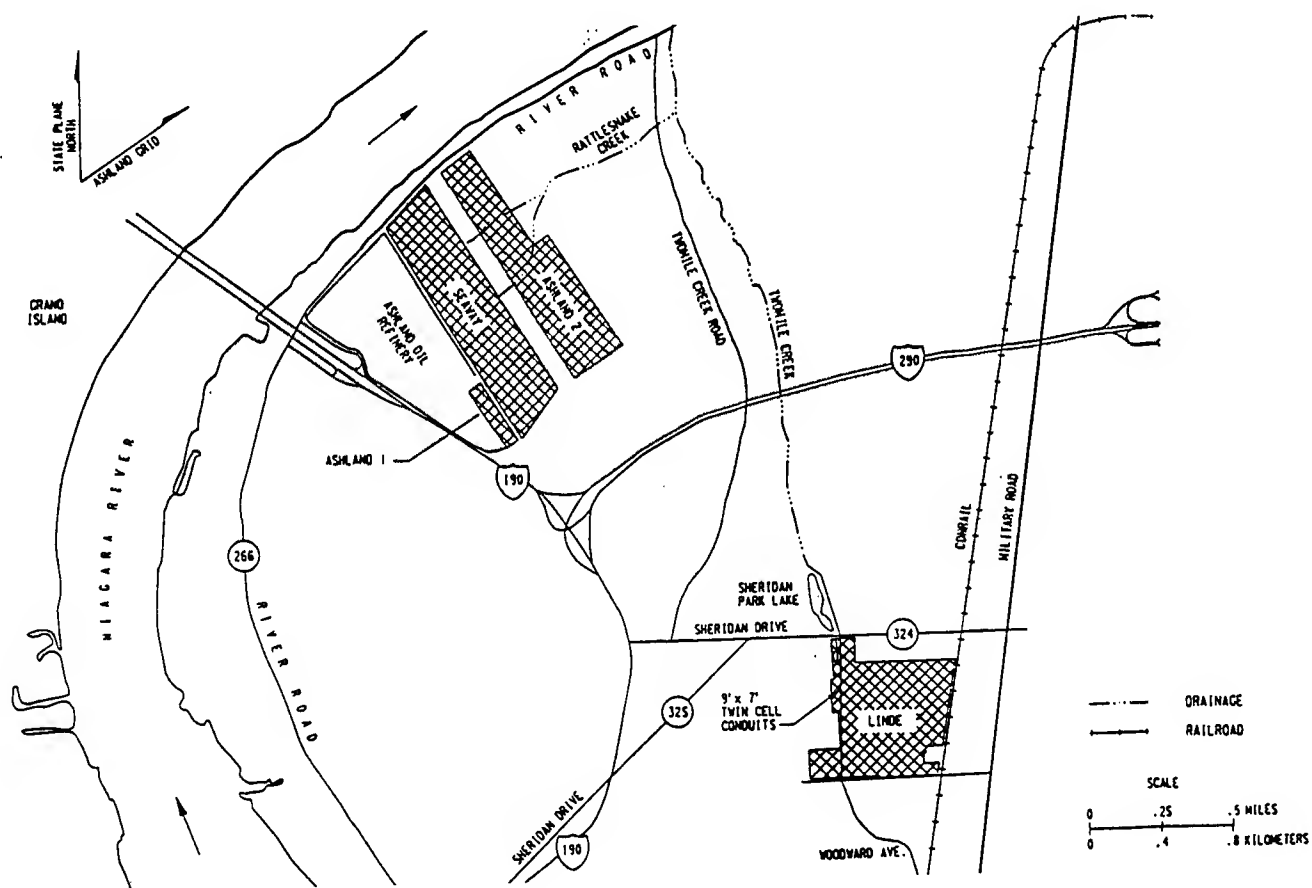 STATE PLANE
NORTH
ASHLAND GRID
RIVER ROAD
RATTLESNAKE
CREEK
GRAND
ISLAND
ASHLAND OIL
REFINERY
SEAWAY
ASHLAND 2
TWOMILE CREEK ROAD
TWOMILE CREEK
290
ASHLAND 1
190
NIAGARA RIVER
266
RIVER ROAD
CONRAIL
MILITARY ROAD
SHERIDAN
PARK LAKE
SHERIDAN DRIVE
324
325
9' x 7'
TWIN CELL
CONDUITS
LINDE
DRAINAGE
RAILROAD
SCALE
0 .25 .5 MILES
0 .4 .8 KILOMETERS
SHERIDAN DRIVE
190
WOODWARD AVE.